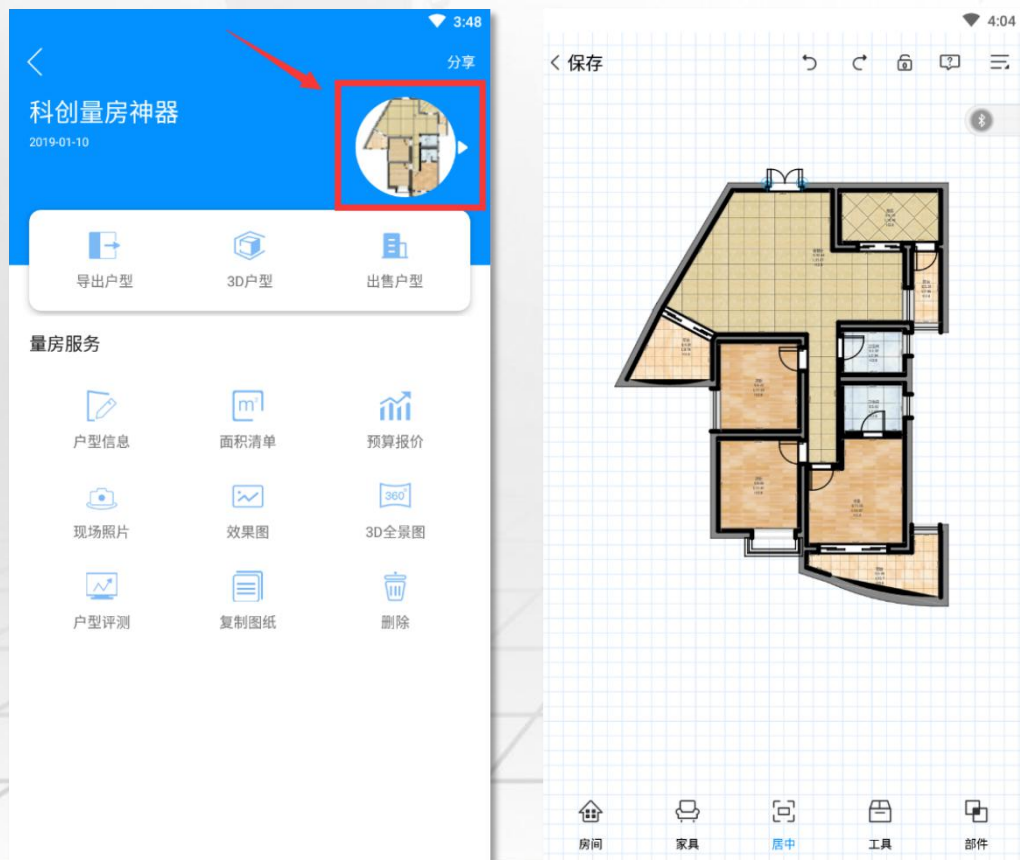 3:48
分享
科创量房神器
2019-01-10
导出户型
3D户型
出售户型
量房服务
户型信息
m²
面积清单
预算报价
现场照片
效果图
360°
3D全景图
户型评测
复制图纸
删除
4:04
保存
房间
家具
居中
工具
部件